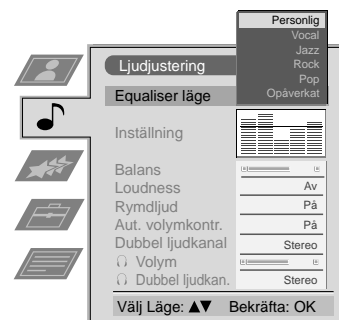 Personlig
Vocal
Jazz
Rock
Pop
Opåverkat
Ljudjustering
Equaliser läge
Inställning
Balans
Loudness Av
Rymdljud På
Aut. volymkontr. På
Dubbel ljudkanal Stereo
Volym
Dubbel ljudkan. Stereo
Välj Läge: ▲▼ Bekräfta: OK